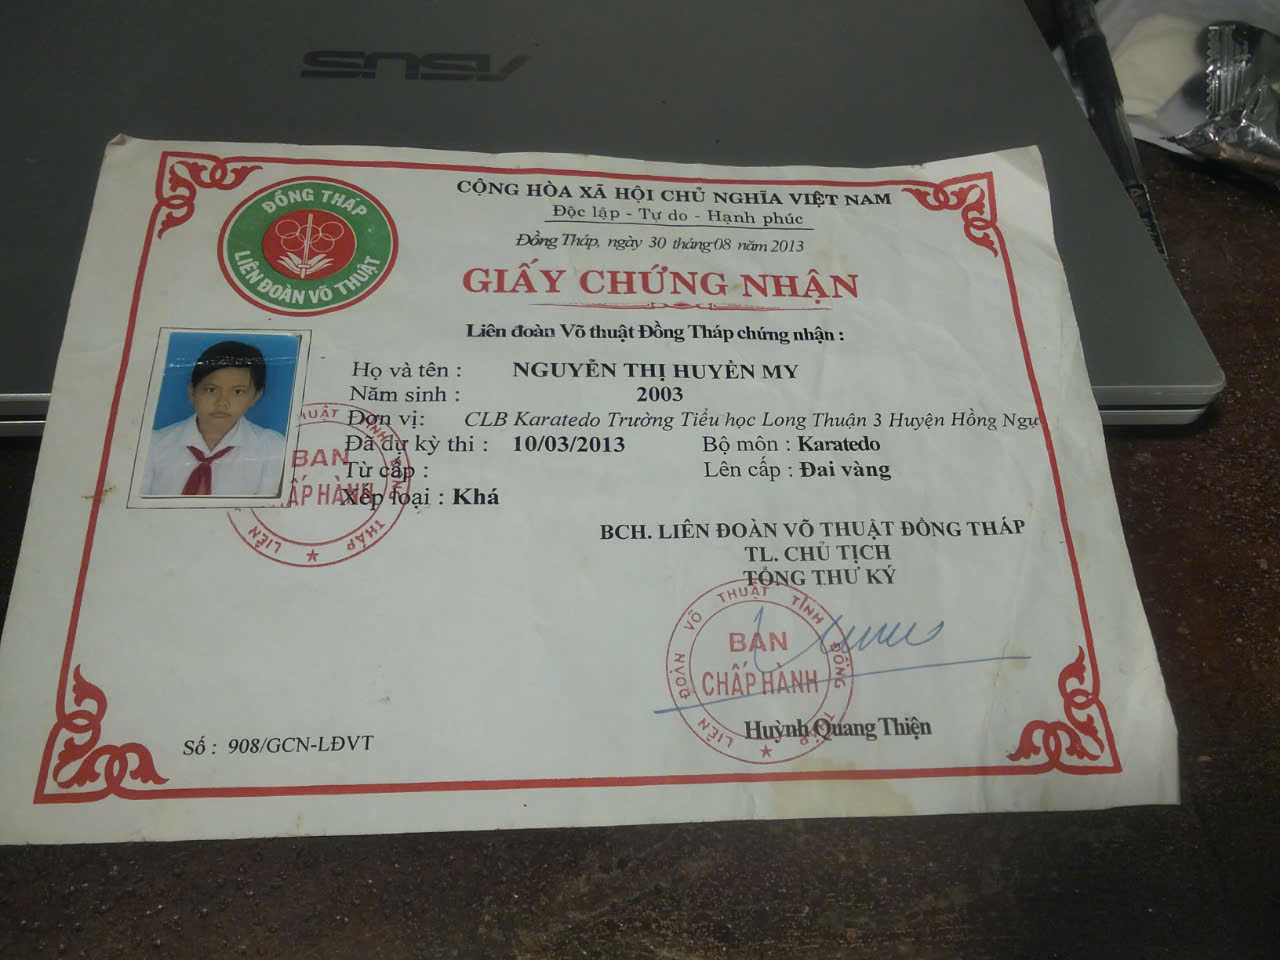 ASUS
ĐỒNG THÁP
LIÊN ĐOÀN VÕ THUẬT
CỘNG HÒA XÃ HỘI CHỦ NGHĨA VIỆT NAM
Độc lập - Tự do - Hạnh phúc
Đồng Tháp, ngày 30 tháng 08 năm 2013
GIẤY CHỨNG NHẬN
Liên đoàn Võ thuật Đồng Tháp chứng nhận :
Họ và tên : NGUYỄN THỊ HUYỀN MY
Năm sinh : 2003
Đơn vị: CLB Karatedo Trường Tiểu học Long Thuận 3 Huyện Hồng Ngự
Đã dự kỳ thi : 10/03/2013 Bộ môn : Karatedo
Từ cấp : Lên cấp : Đai vàng
Xếp loại : Khá
BAN
CHẤP HÀNH
LIÊN THÁP
BCH. LIÊN ĐOÀN VÕ THUẬT ĐỒNG THÁP
TL. CHỦ TỊCH
TỔNG THƯ KÝ
LIÊN ĐOÀN VÕ THUẬT TỈNH ĐỒNG THÁP
BAN
CHẤP HÀNH
Huỳnh Quang Thiện
Số : 908/GCN-LĐVT